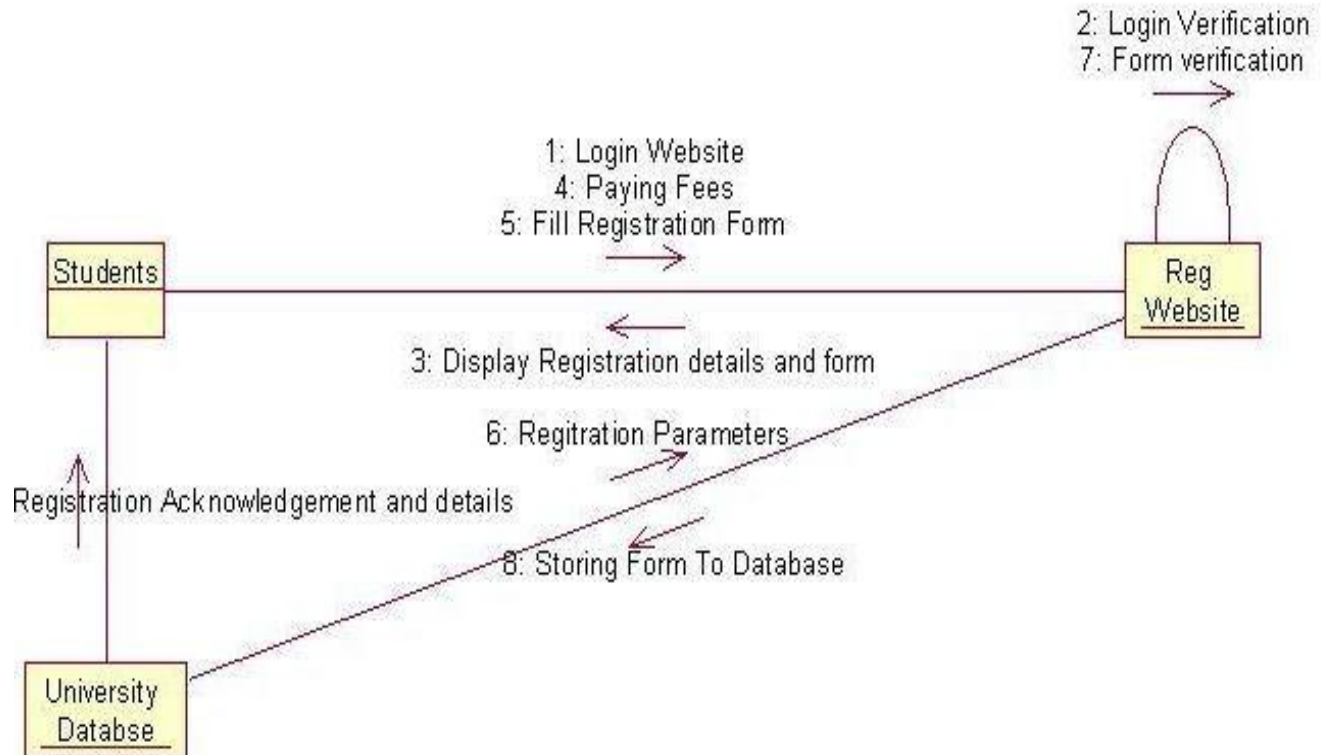 2: Login Verification
7: Form verification
1: Login Website
4: Paying Fees
5: Fill Registration Form
Students
Reg
Website
3: Display Registration details and form
6: Regitration Parameters
Registration Acknowledgement and details
8: Storing Form To Database
University
Databse